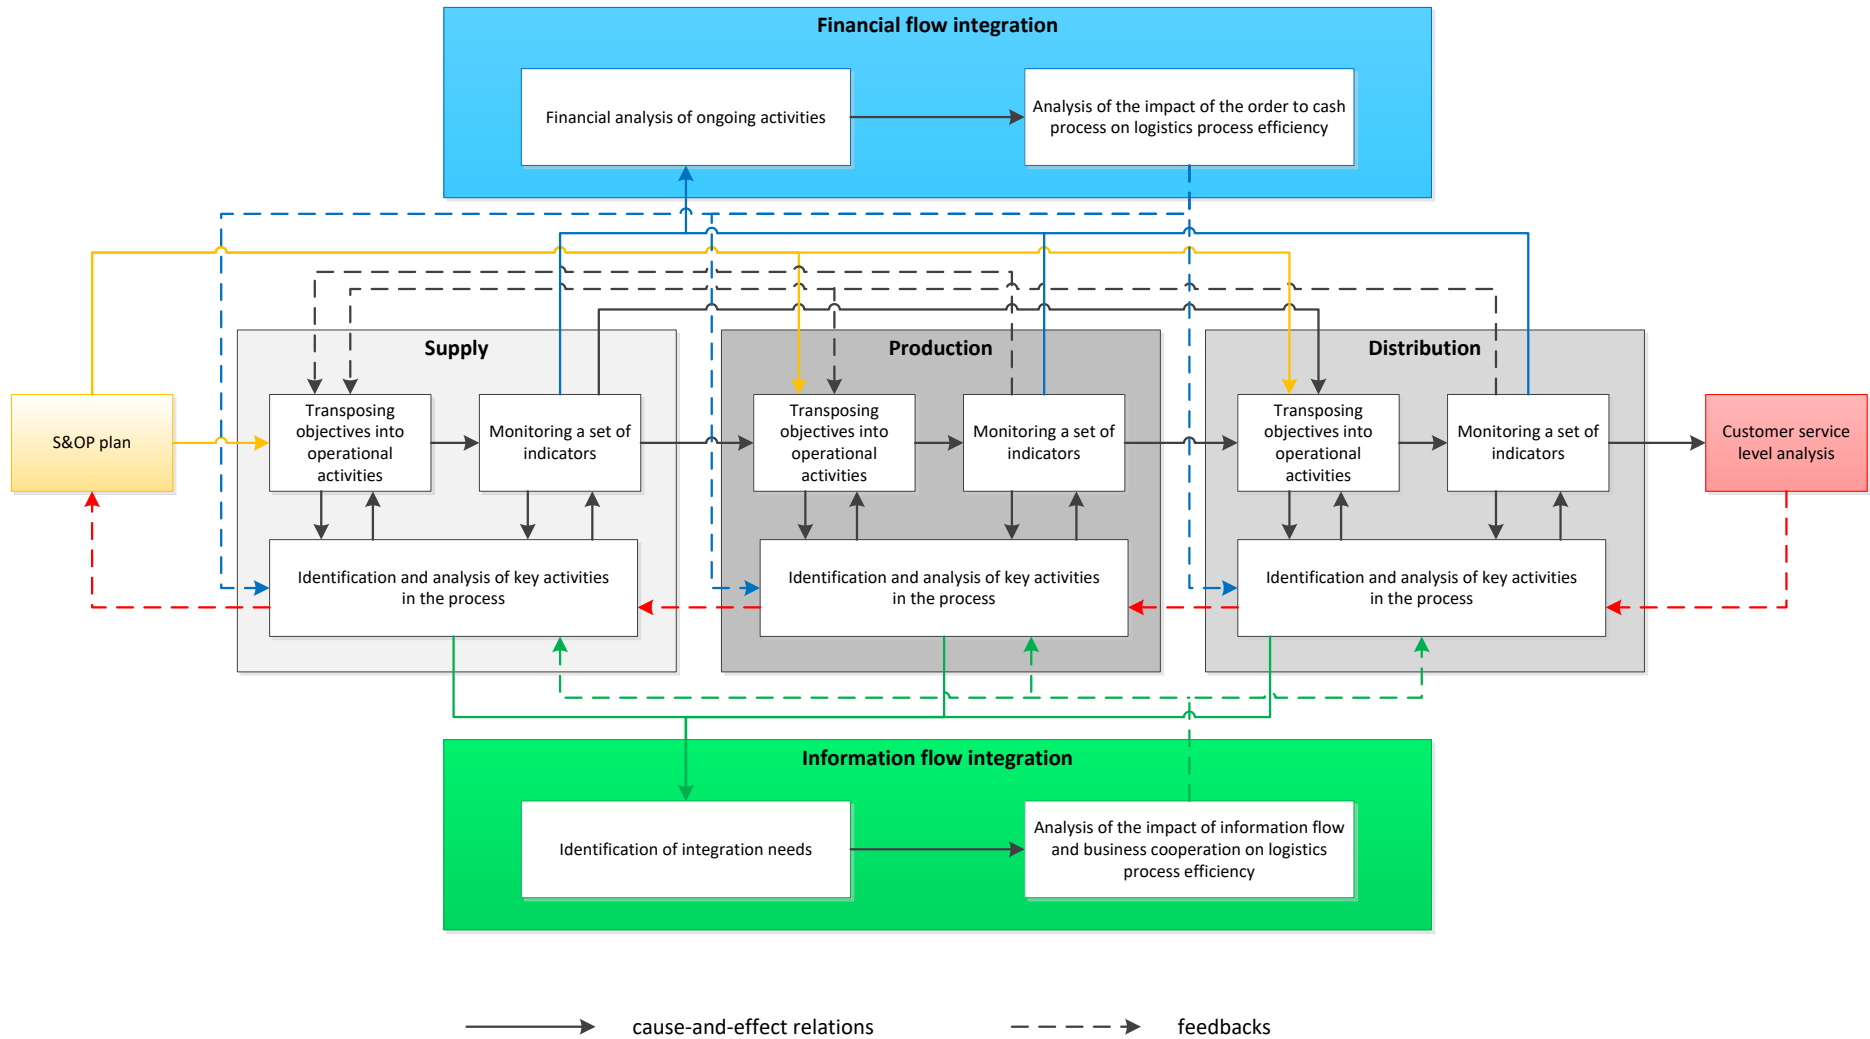 Financial flow integration
Financial analysis of ongoing activities
Analysis of the impact of the order to cash
process on logistics process efficiency
Supply
Production
Distribution
S&OP plan
Transposing
objectives into
operational
activities
Monitoring a set of
indicators
Transposing
objectives into
operational
activities
Monitoring a set of
indicators
Transposing
objectives into
operational
activities
Monitoring a set of
indicators
Customer service
level analysis
Identification and analysis of key activities
in the process
Identification and analysis of key activities
in the process
Identification and analysis of key activities
in the process
Information flow integration
Identification of integration needs
Analysis of the impact of information flow
and business cooperation on logistics
process efficiency
cause-and-effect relations
feedbacks